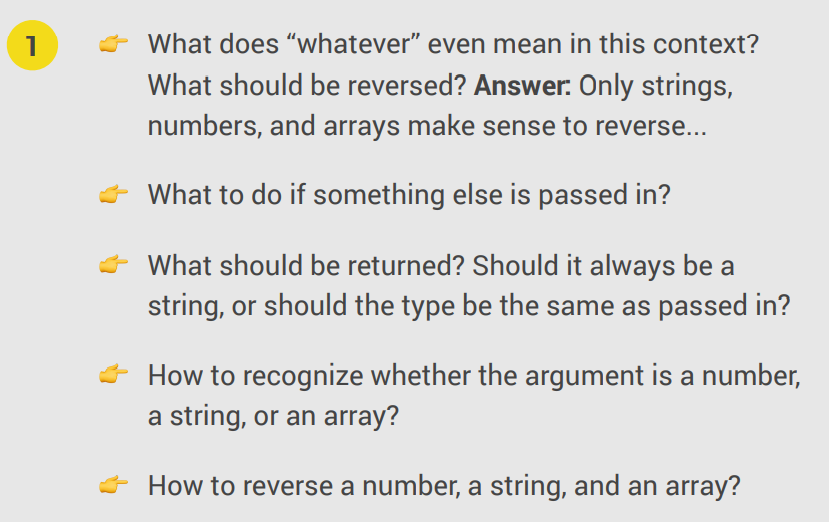 1
👉 What does “whatever” even mean in this context?
What should be reversed? Answer: Only strings,
numbers, and arrays make sense to reverse...
👉 What to do if something else is passed in?
👉 What should be returned? Should it always be a
string, or should the type be the same as passed in?
👉 How to recognize whether the argument is a number,
a string, or an array?
👉 How to reverse a number, a string, and an array?